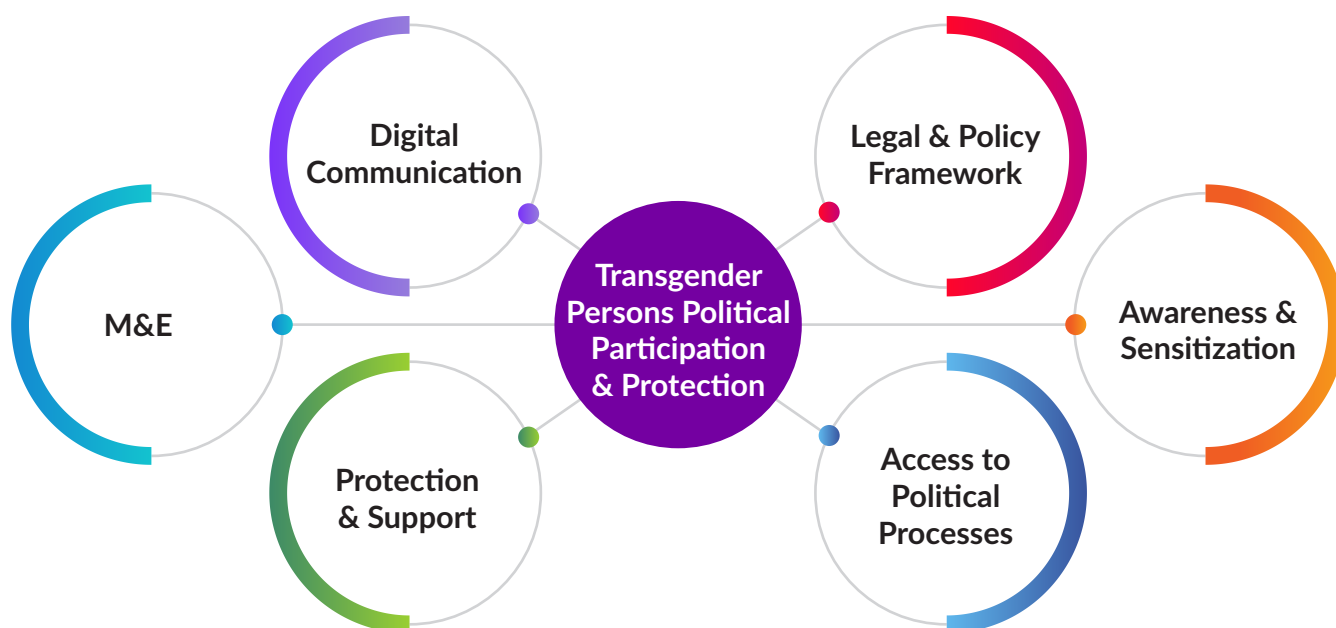 Digital
Communication
Legal & Policy
Framework
M&E
Transgender
Persons Political
Participation
& Protection
Awareness &
Sensitization
Protection
& Support
Access to
Political
Processes